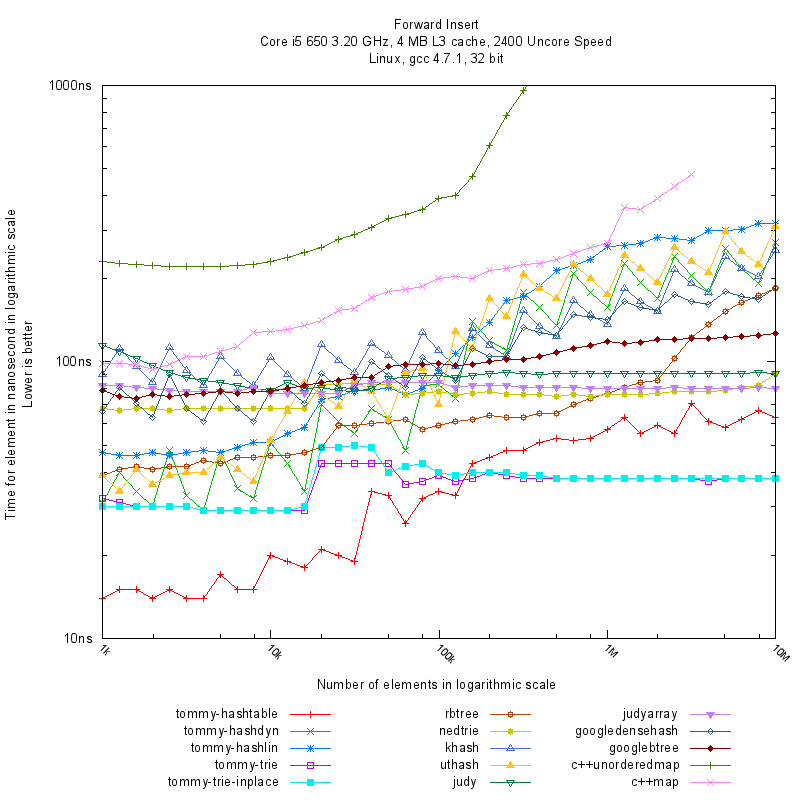 Forward Insert
Core i5 650 3.20 GHz, 4 MB L3 cache, 2400 Uncore Speed
Linux, gcc 4.7.1, 32 bit
1000ns
100ns
10ns
Time for element in nanosecond in logarithmic scale
Lower is better
1k
10k
100k
1M
10M
Number of elements in logarithmic scale
tommy-hashtable
tommy-hashdyn
tommy-hashlin
tommy-trie
tommy-trie-inplace
rbtree
nedtrie
khash
uthash
judy
judyarray
googledensehash
googlebtree
c++unorderedmap
c++map